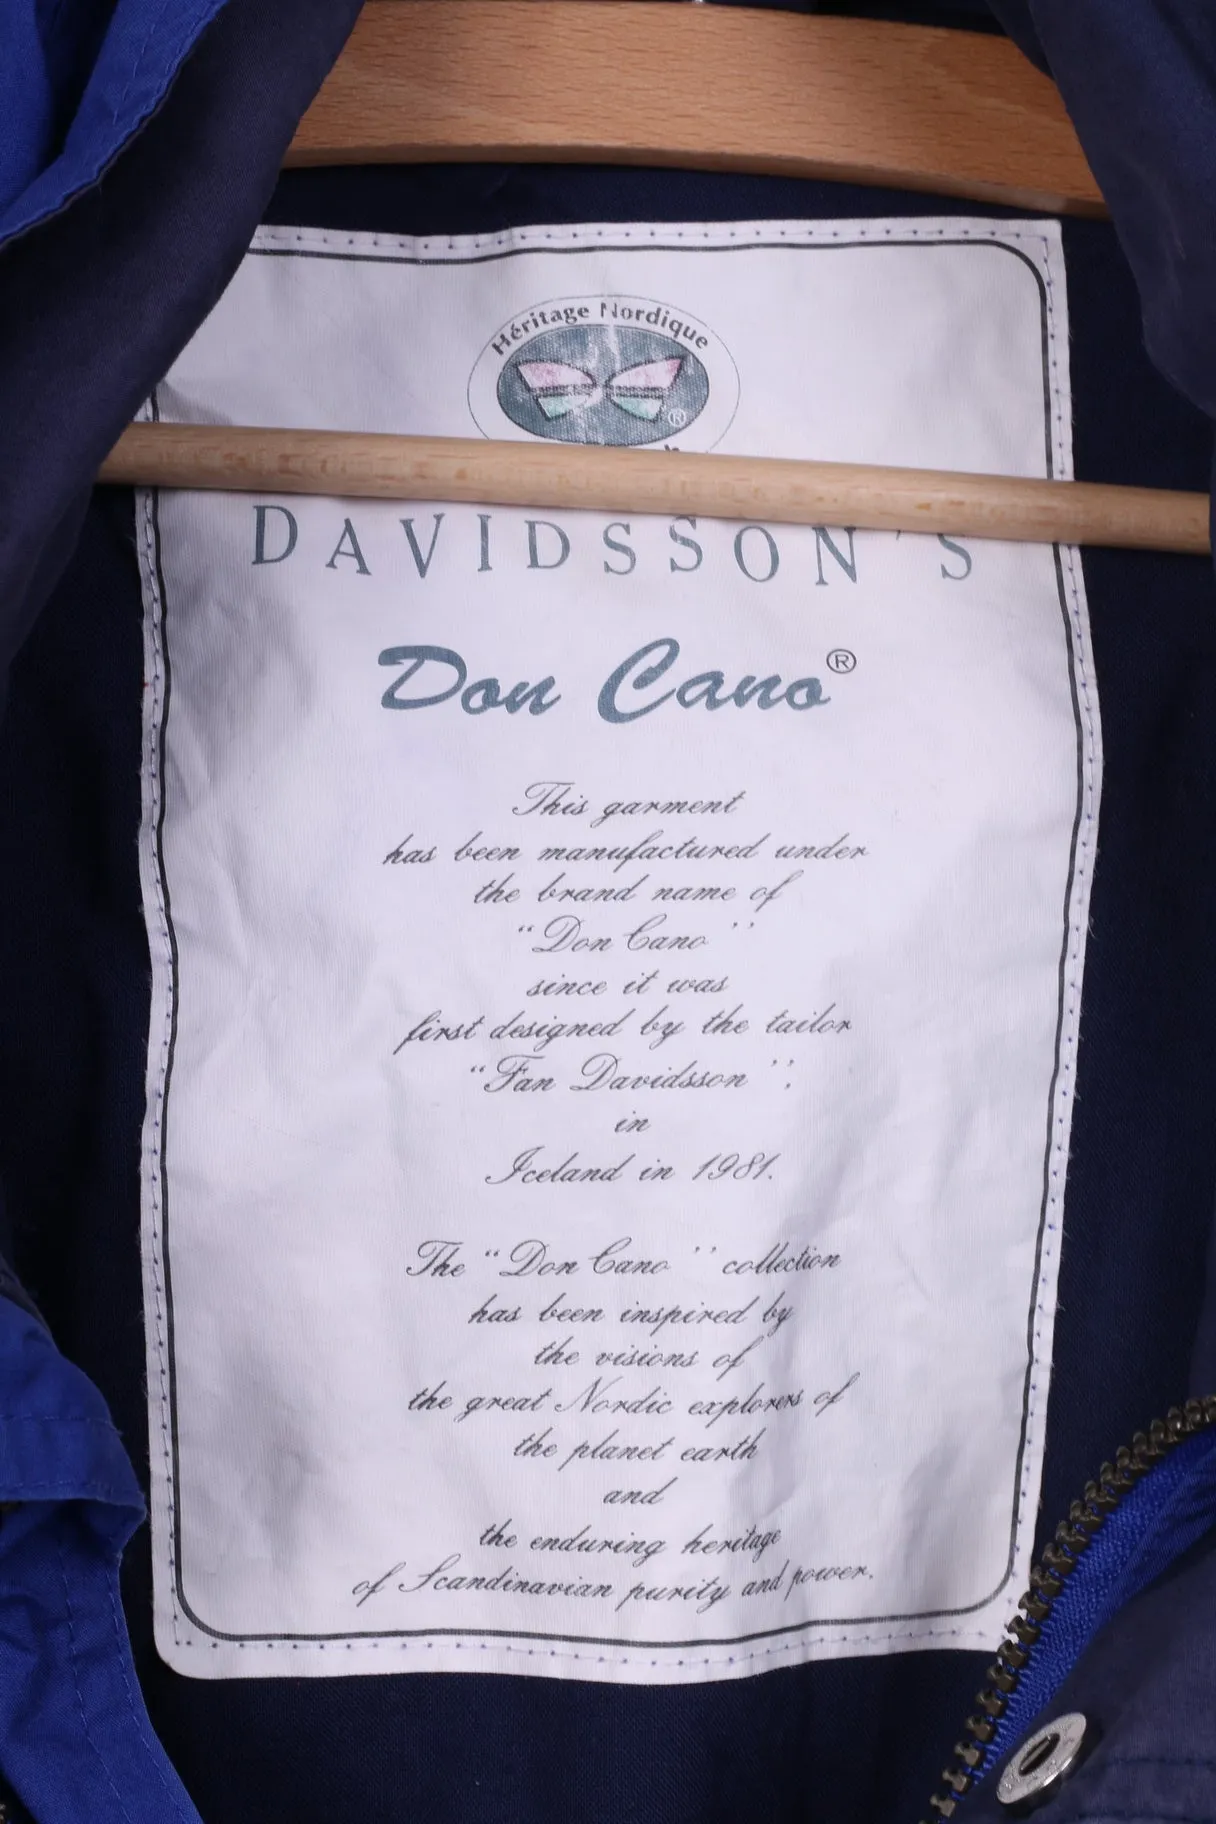 Héritage Nordique
®
DAVIDSSON'S
Don Cano®
This garment
has been manufactured under
the brand name of
“Don Cano ’’
since it was
first designed by the tailor
“Fan Davidsson ’’.
in
Iceland in 1981.
The “Don Cano ’’ collection
has been inspired by
the visions of
the great Nordic explorers of
the planet earth
and
the enduring heritage
of Scandinavian purity and power.